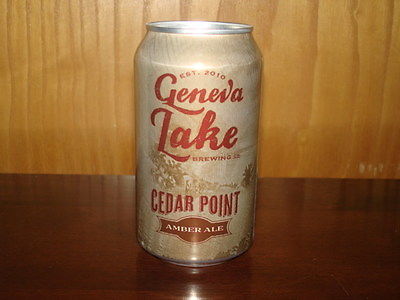 EST. 2010
Geneva
Lake
BREWING CO.
CEDAR POINT
AMBER ALE